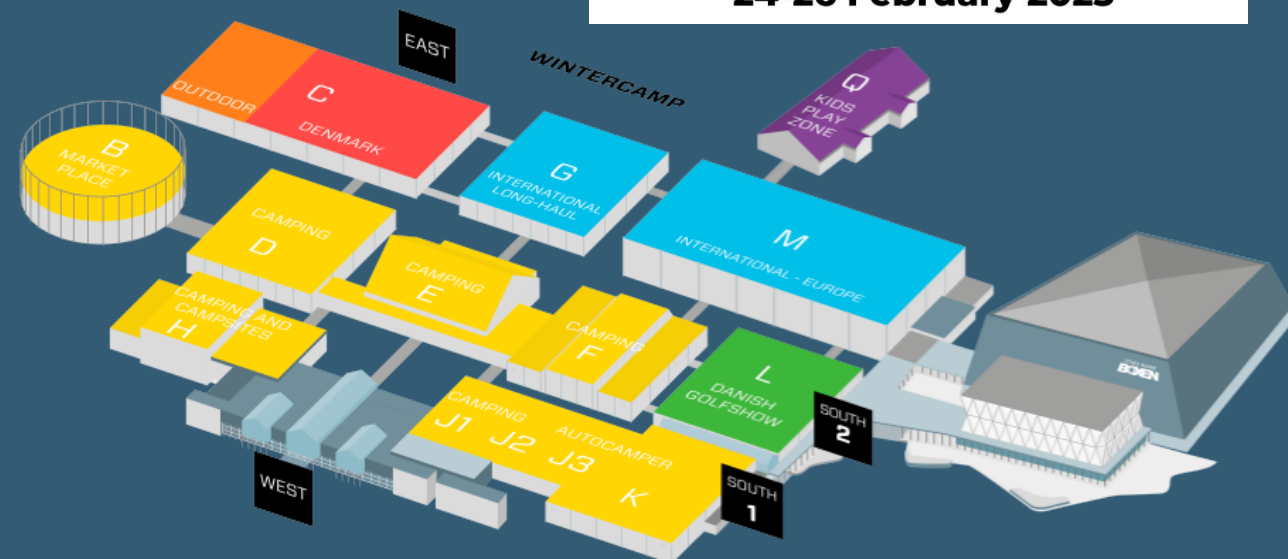 24-26 February 2023
EAST
WINTERCAMP
Q
KIDS
PLAY
ZONE
OUTDOOR
C
DENMARK
B
MARKET
PLACE
G
INTERNATIONAL
LONG-HAUL
M
INTERNATIONAL - EUROPE
CAMPING
D
CAMPING
E
CAMPING AND
CAMPSITES
H
CAMPING
F
L
DANISH
GOLFSHOW
BOXEN
SOUTH
2
CAMPING
J1 J2 J3
AUTOCAMPER
K
WEST
SOUTH
1